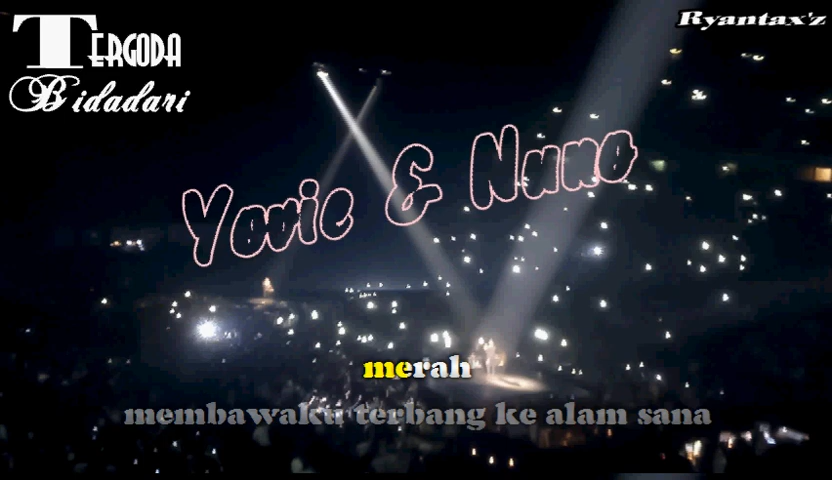 TERGODA
Bidadari
Ryantax'z
Yovie & Nuno
merah
membawaku terbang ke alam sana